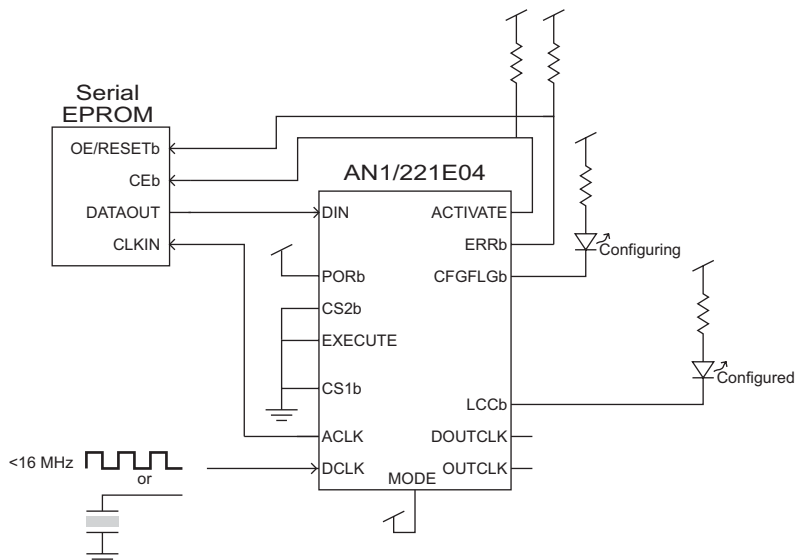 Serial
EPROM
OE/RESETb
CEb
DATAOUT
CLKIN
AN1/221E04
DIN
PORb
CS2b
EXECUTE
CS1b
ACLK
DCLK
MODE
ACTIVATE
ERRb
CFGFLGb
LCCb
DOUTCLK
OUTCLK
Configuring
Configured
<16 MHz
or